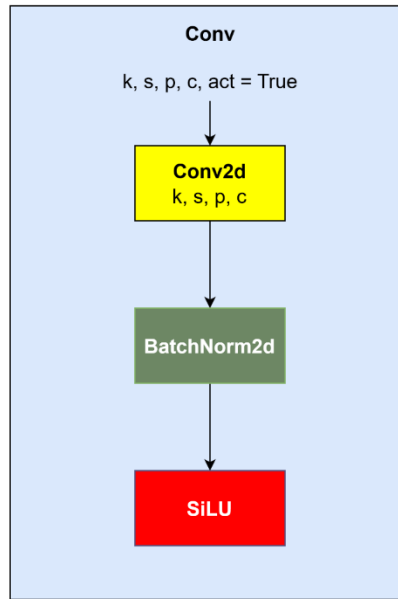 Conv
k, s, p, c, act = True
Conv2d
k, s, p, c
BatchNorm2d
SiLU